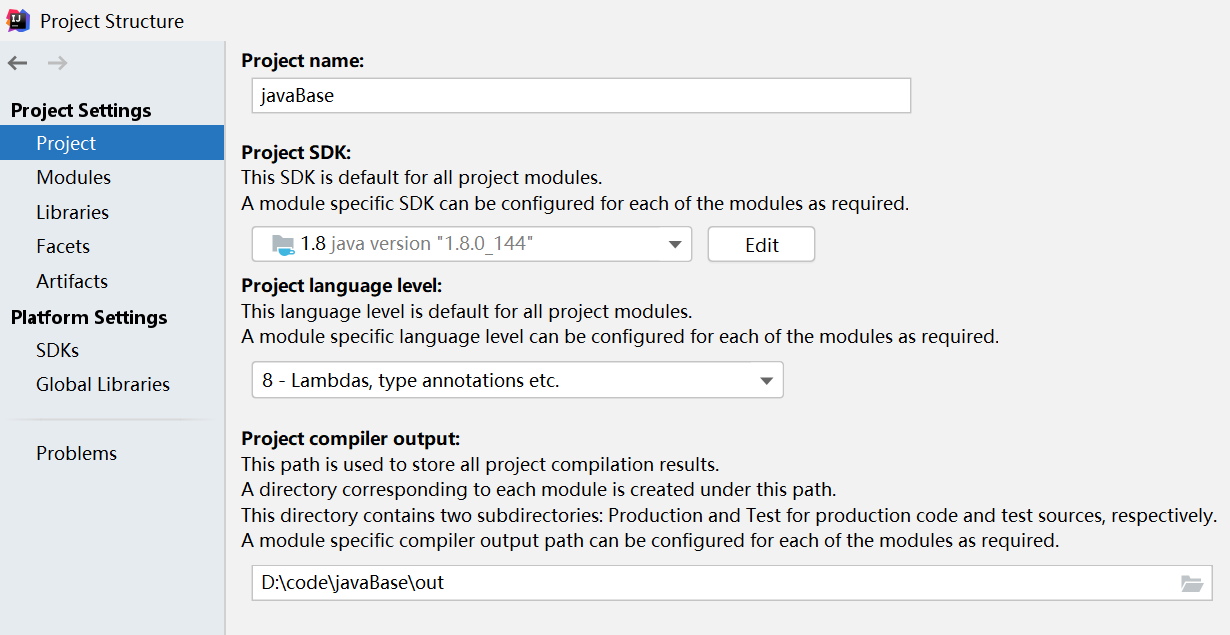 Project Structure
Project Settings
Project
Modules
Libraries
Facets
Artifacts
Platform Settings
SDKs
Global Libraries
Problems
Project name:
javaBase
Project SDK:
This SDK is default for all project modules.
A module specific SDK can be configured for each of the modules as required.
1.8 java version "1.8.0_144"
Edit
Project language level:
This language level is default for all project modules.
A module specific language level can be configured for each of the modules as required.
8 - Lambdas, type annotations etc.
Project compiler output:
This path is used to store all project compilation results.
A directory corresponding to each module is created under this path.
This directory contains two subdirectories: Production and Test for production code and test sources, respectively.
A module specific compiler output path can be configured for each of the modules as required.
D:\code\javaBase\out